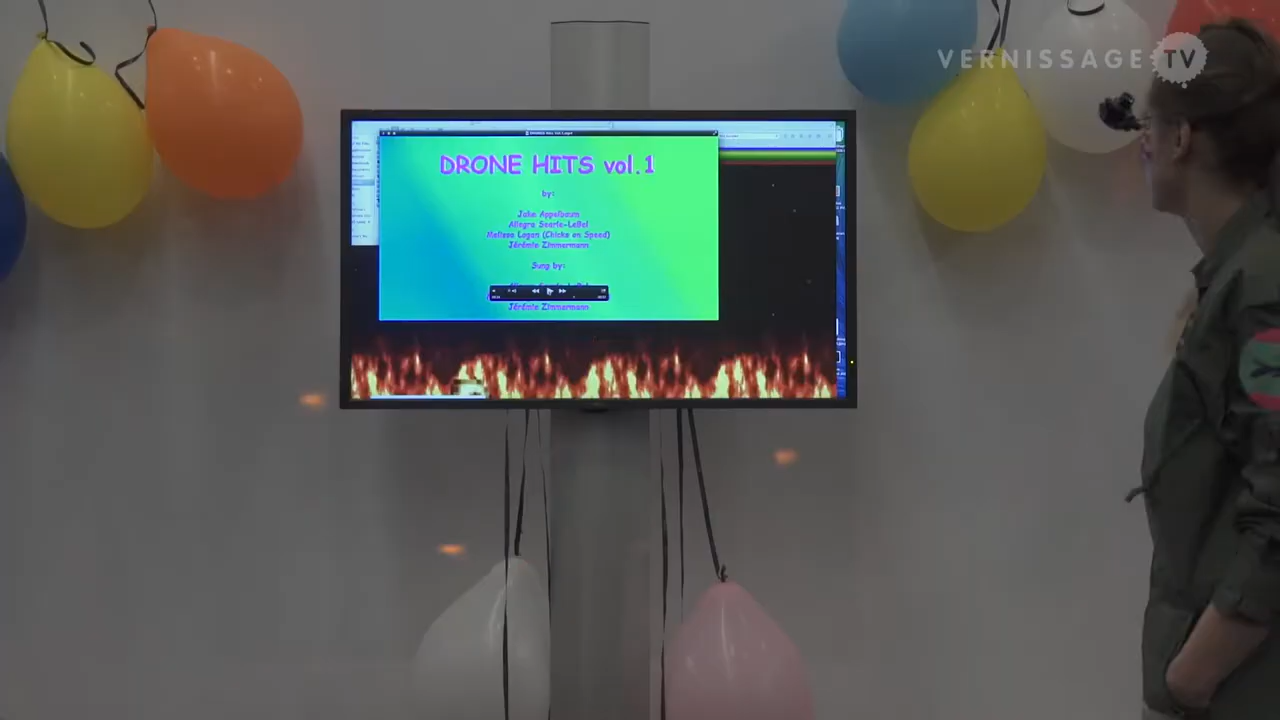 VERNISSAGE TV
DRONE HITS vol.1
by:
Jake Appelbaum
Allegra Searle-LeBel
Melissa Logan (Chicks on Speed)
Jérémie Zimmermann
Sung by:
Jérémie Zimmermann